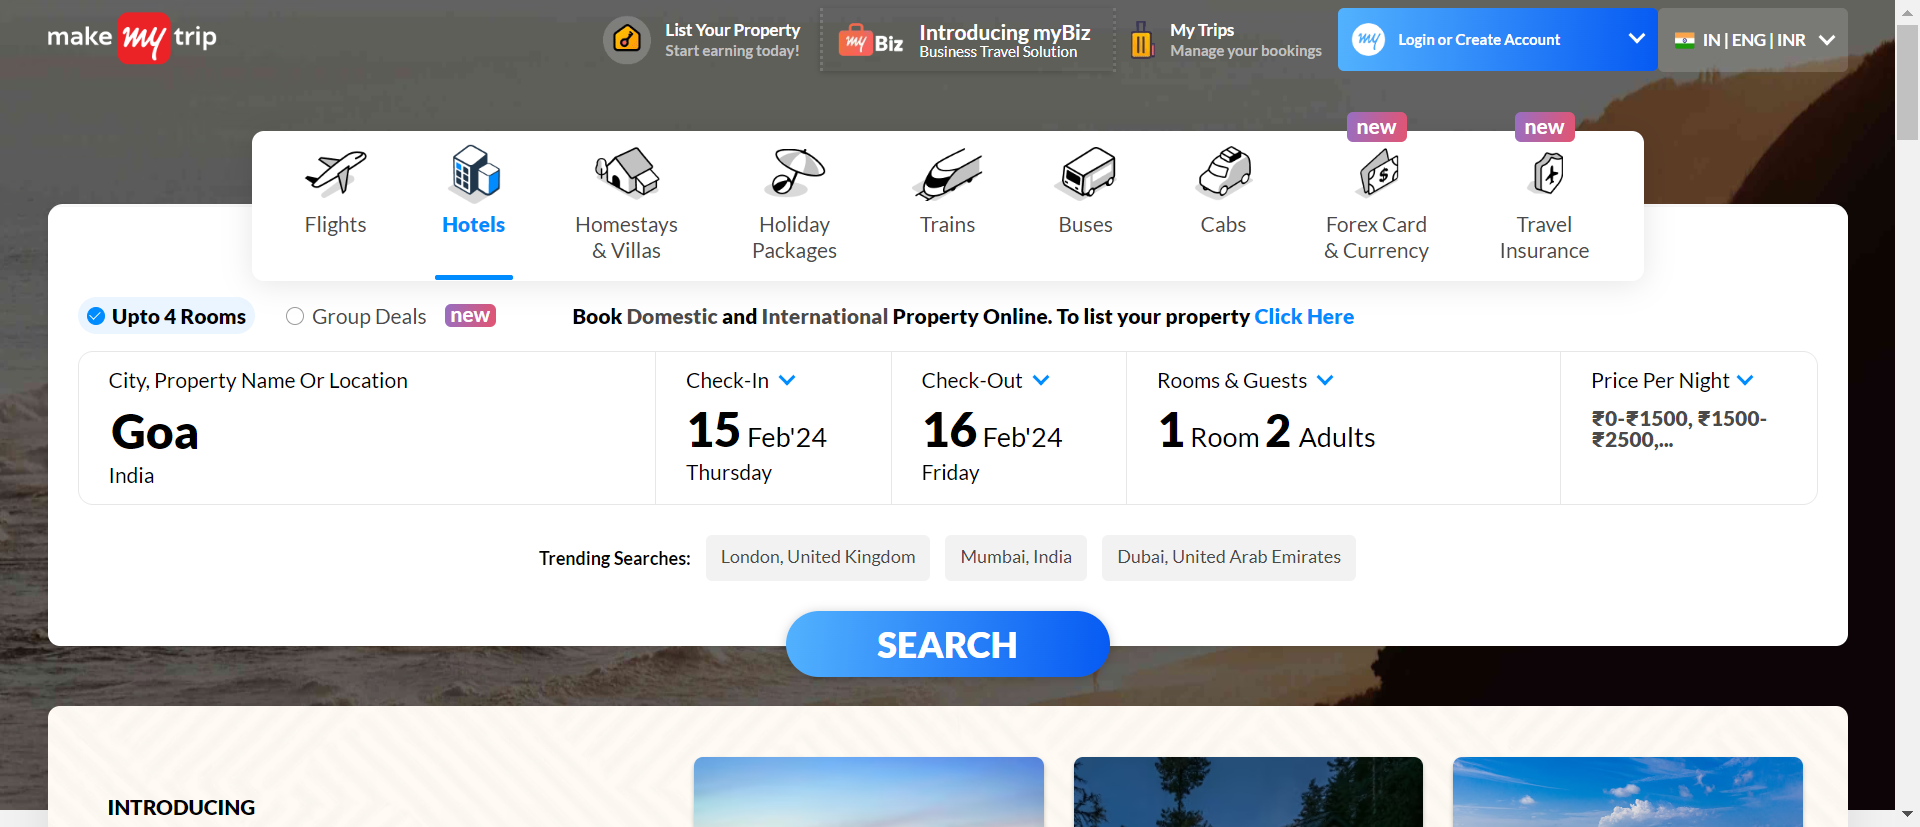 make my trip
List Your Property
Start earning today!
my Biz
Introducing myBiz
Business Travel Solution
My Trips
Manage your bookings
my Login or Create Account
IN | ENG | INR
new
new
Flights
Hotels
Homestays
& Villas
Holiday
Packages
Trains
Buses
Cabs
Forex Card
& Currency
Travel
Insurance
Upto 4 Rooms
Group Deals new
Book Domestic and International Property Online. To list your property Click Here
City, Property Name Or Location
Goa
India
Check-In
15 Feb'24
Thursday
Check-Out
16 Feb'24
Friday
Rooms & Guests
1 Room 2 Adults
Price Per Night
₹0-₹1500, ₹1500-
₹2500,...
Trending Searches: London, United Kingdom Mumbai, India Dubai, United Arab Emirates
SEARCH
INTRODUCING